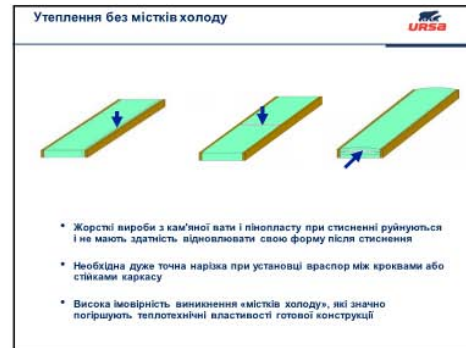 Утеплення без містків холоду
URSA
• Жорсткі вироби з кам'яної вати і пінопласту при стисненні руйнуються
і не мають здатність відновлювати свою форму після стиснення
• Необхідна дуже точна нарізка при установці враспор між кроквами або
стійками каркасу
• Висока імовірність виникнення «містків холоду», які значно
погіршують теплотехнічні властивості готової конструкції